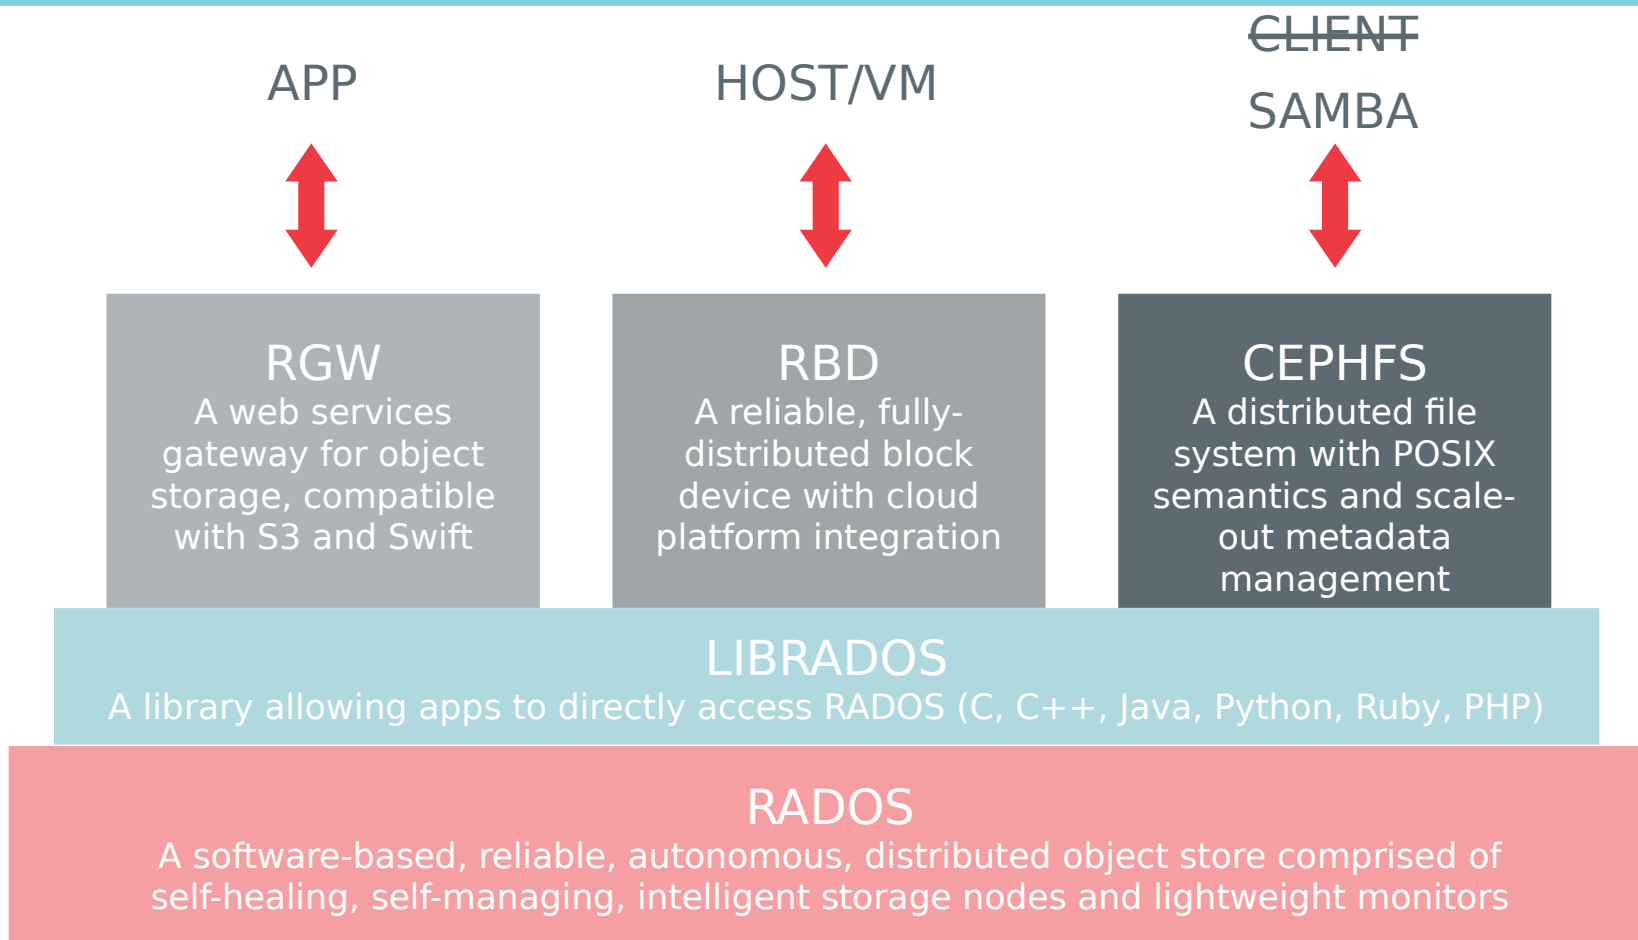 APP
HOST/VM
CLIENT
SAMBA
RGW
A web services
gateway for object
storage, compatible
with S3 and Swift
RBD
A reliable, fully-
distributed block
device with cloud
platform integration
CEPHFS
A distributed file
system with POSIX
semantics and scale-
out metadata
management
LIBRADOS
A library allowing apps to directly access RADOS (C, C++, Java, Python, Ruby, PHP)
RADOS
A software-based, reliable, autonomous, distributed object store comprised of
self-healing, self-managing, intelligent storage nodes and lightweight monitors